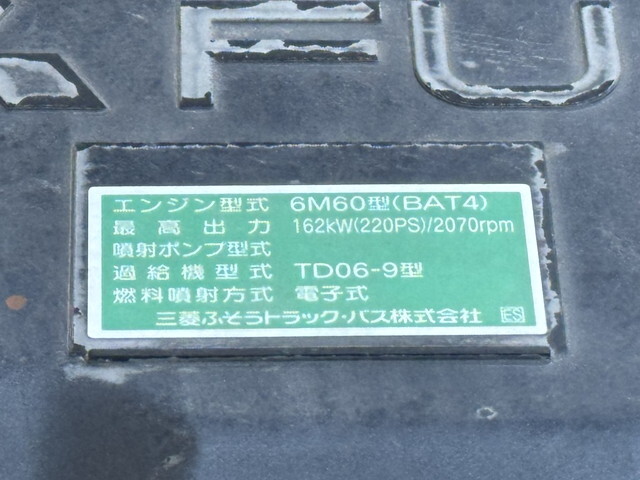 FU
エンジン型式 6M60型(BAT4)
最高出力 162kW(220PS)/2070rpm
噴射ポンプ型式
過給機型式 TD06-9型
燃料噴射方式 電子式
三菱ふそうトラック・バス株式会社 ES